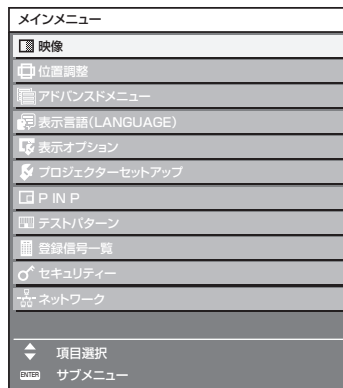 メインメニュー
映像
位置調整
アドバンスドメニュー
表示言語(LANGUAGE)
表示オプション
プロジェクターセットアップ
P IN P
テストパターン
登録信号一覧
セキュリティー
ネットワーク
項目選択
ENTER サブメニュー